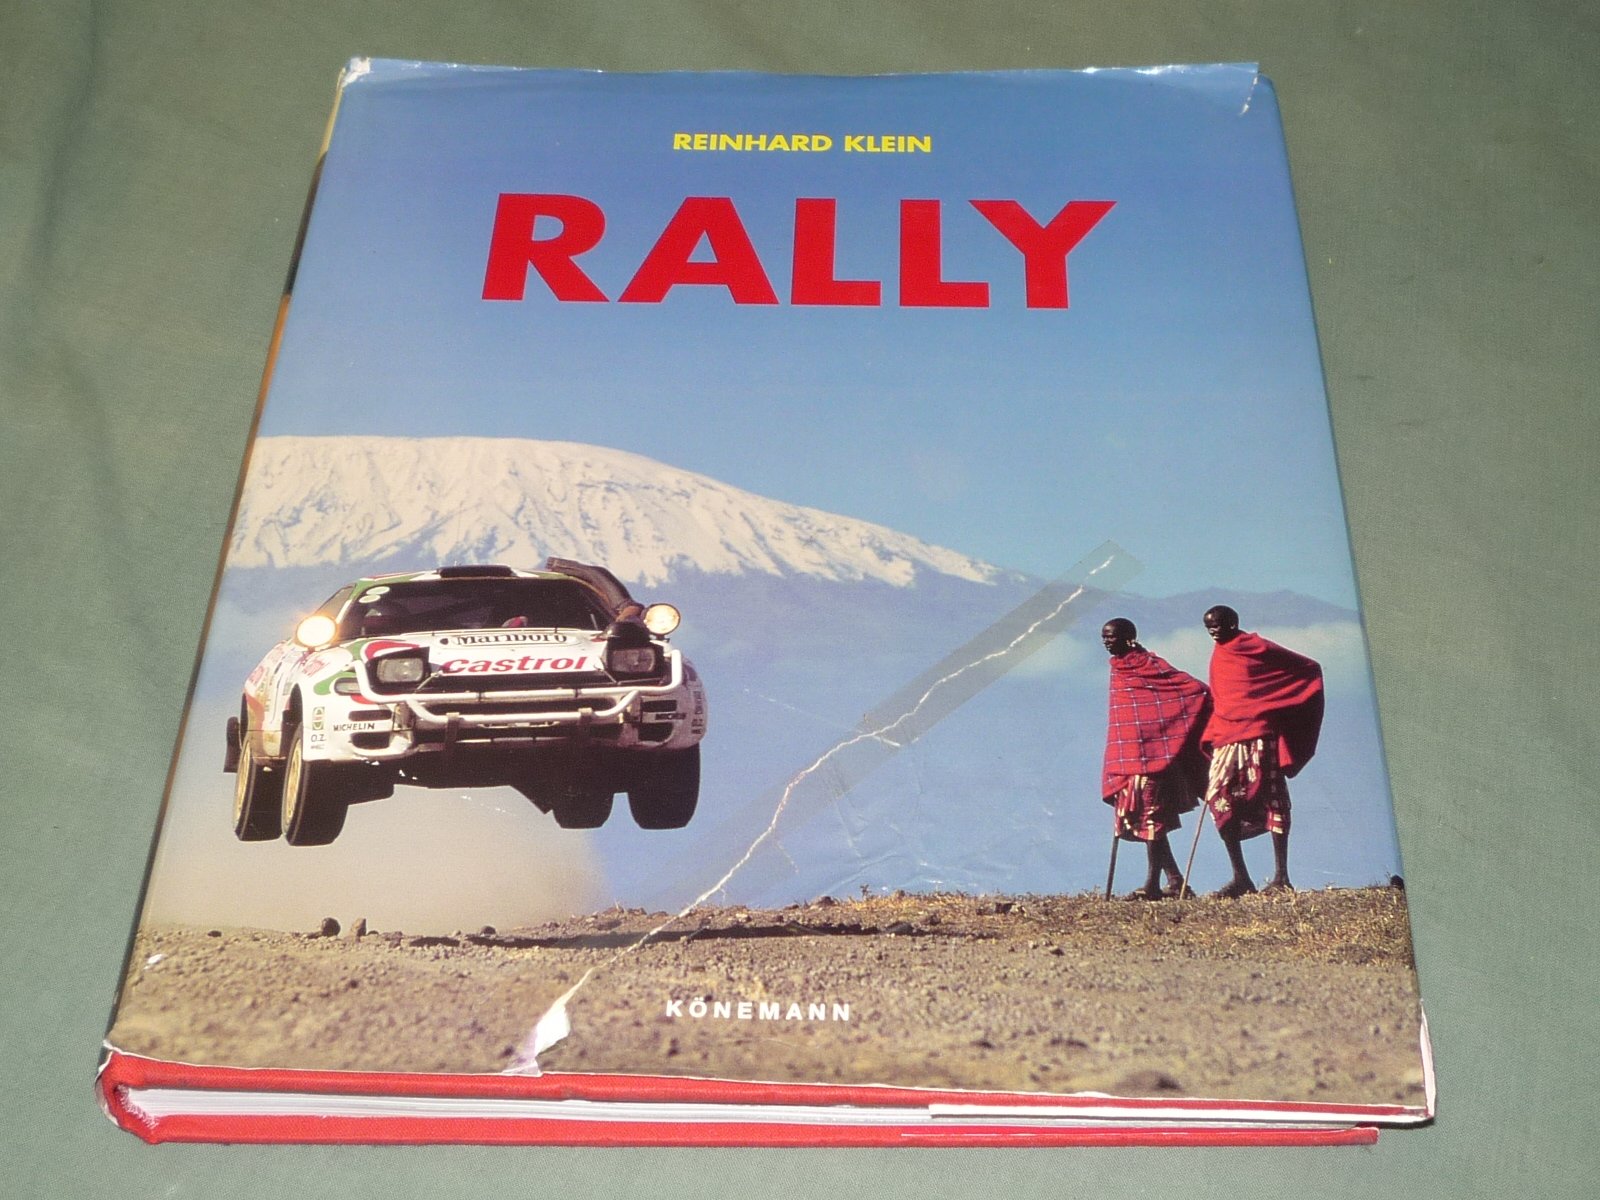 REINHARD KLEIN
RALLY
Marlboro
Castrol
MICHELIN
O.Z.
KÖNEMANN